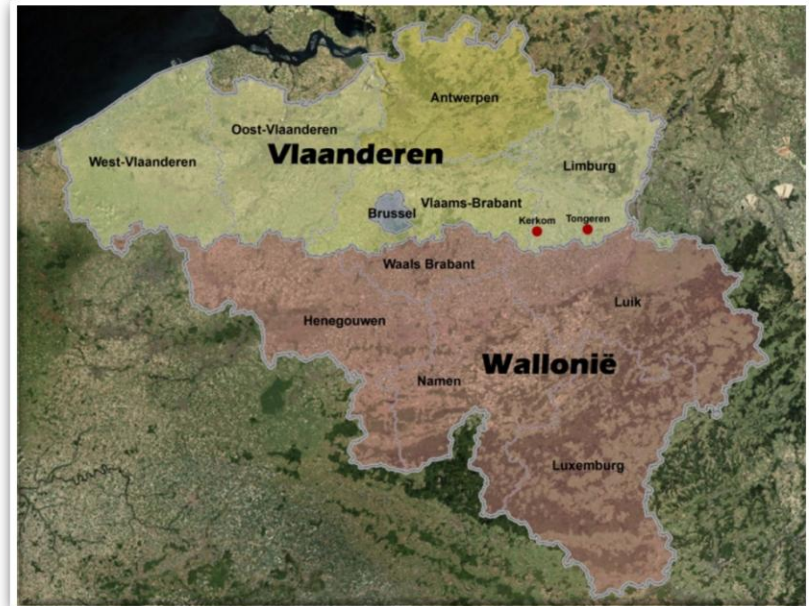 Antwerpen
Oost-Vlaanderen
Vlaanderen
West-Vlaanderen
Limburg
Vlaams-Brabant
Brussel
Kerkom
Tongeren
Waals Brabant
Luik
Henegouwen
Wallonië
Namen
Luxemburg